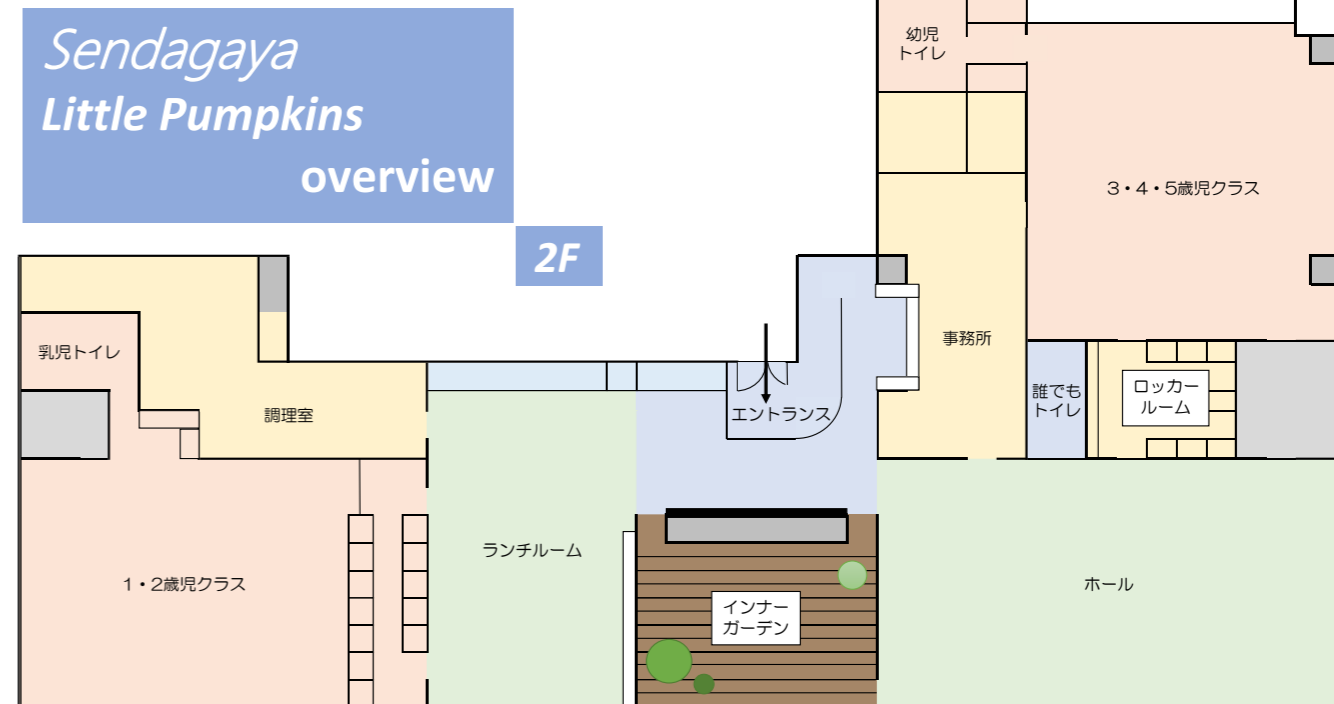 Sendagaya
Little Pumpkins
overview
2F
幼児
トイレ
3・4・5歳児クラス
乳児トイレ
事務所
調理室
エントランス
誰でも
トイレ
ロッカー
ルーム
1・2歳児クラス
ランチルーム
インナー
ガーデン
ホール